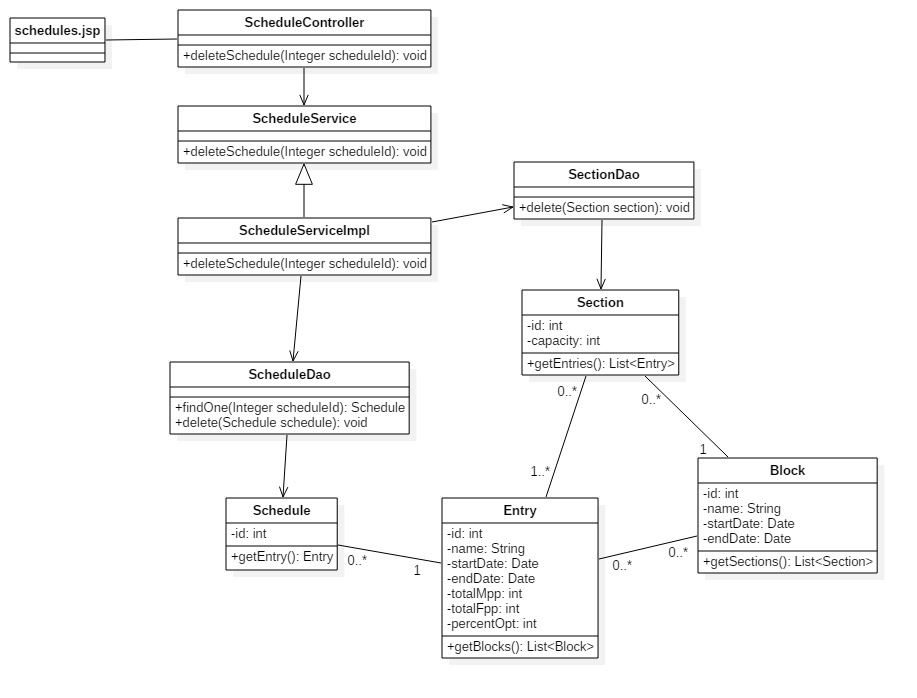 schedules.jsp
ScheduleController
+deleteSchedule(Integer scheduleId): void
ScheduleService
+deleteSchedule(Integer scheduleId): void
ScheduleServiceImpl
+deleteSchedule(Integer scheduleId): void
SectionDao
+delete(Section section): void
Section
-id: int
-capacity: int
+getEntries(): List<Entry>
0..*
0..*
ScheduleDao
+findOne(Integer scheduleId): Schedule
+delete(Schedule schedule): void
1..*
1
Block
-id: int
-name: String
-startDate: Date
-endDate: Date
+getSections(): List<Section>
Schedule
-id: int
+getEntry(): Entry
0..*
1
Entry
-id: int
-name: String
-startDate: Date
-endDate: Date
-totalMpp: int
-totalFpp: int
-percentOpt: int
+getBlocks(): List<Block>
0..*
0..*